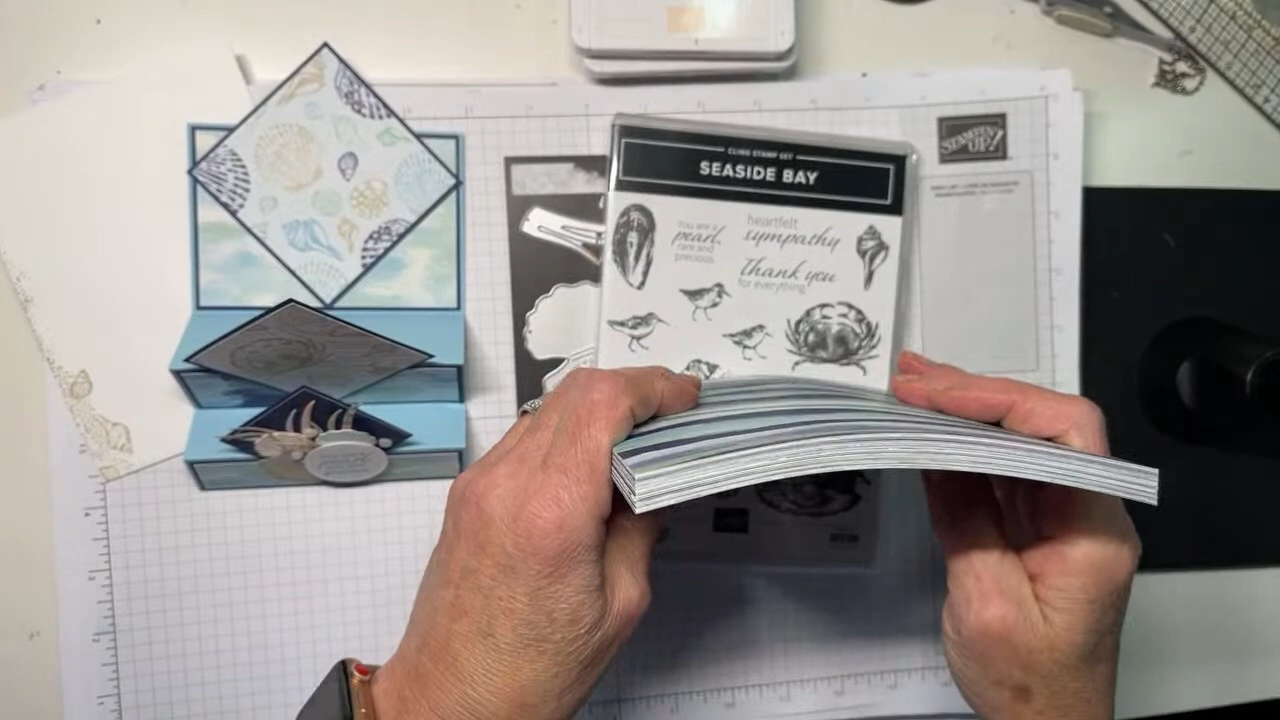 CLING STAMP SET
SEASIDE BAY
you are a
pearl,
rare and
precious.
heartfelt
sympathy
thank you
for everything
STAMPIN'
UP!